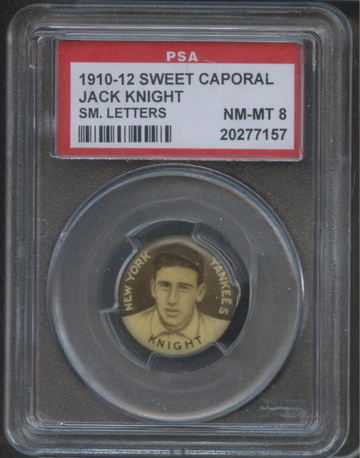 PSA
1910-12 SWEET CAPORAL
JACK KNIGHT
SM. LETTERS NM-MT 8
20277157
NEW YORK YANKEES
KNIGHT